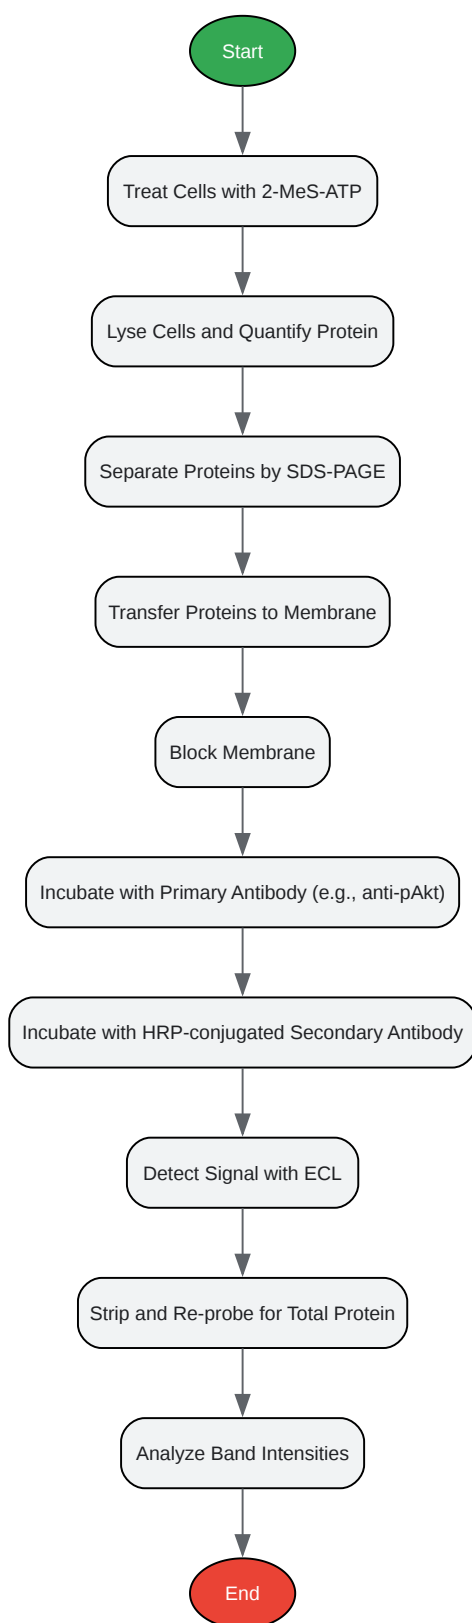 Start
Treat Cells with 2-MeS-ATP
Lyse Cells and Quantify Protein
Separate Proteins by SDS-PAGE
Transfer Proteins to Membrane
Block Membrane
Incubate with Primary Antibody (e.g., anti-pAkt)
Incubate with HRP-conjugated Secondary Antibody
Detect Signal with ECL
Strip and Re-probe for Total Protein
Analyze Band Intensities
End